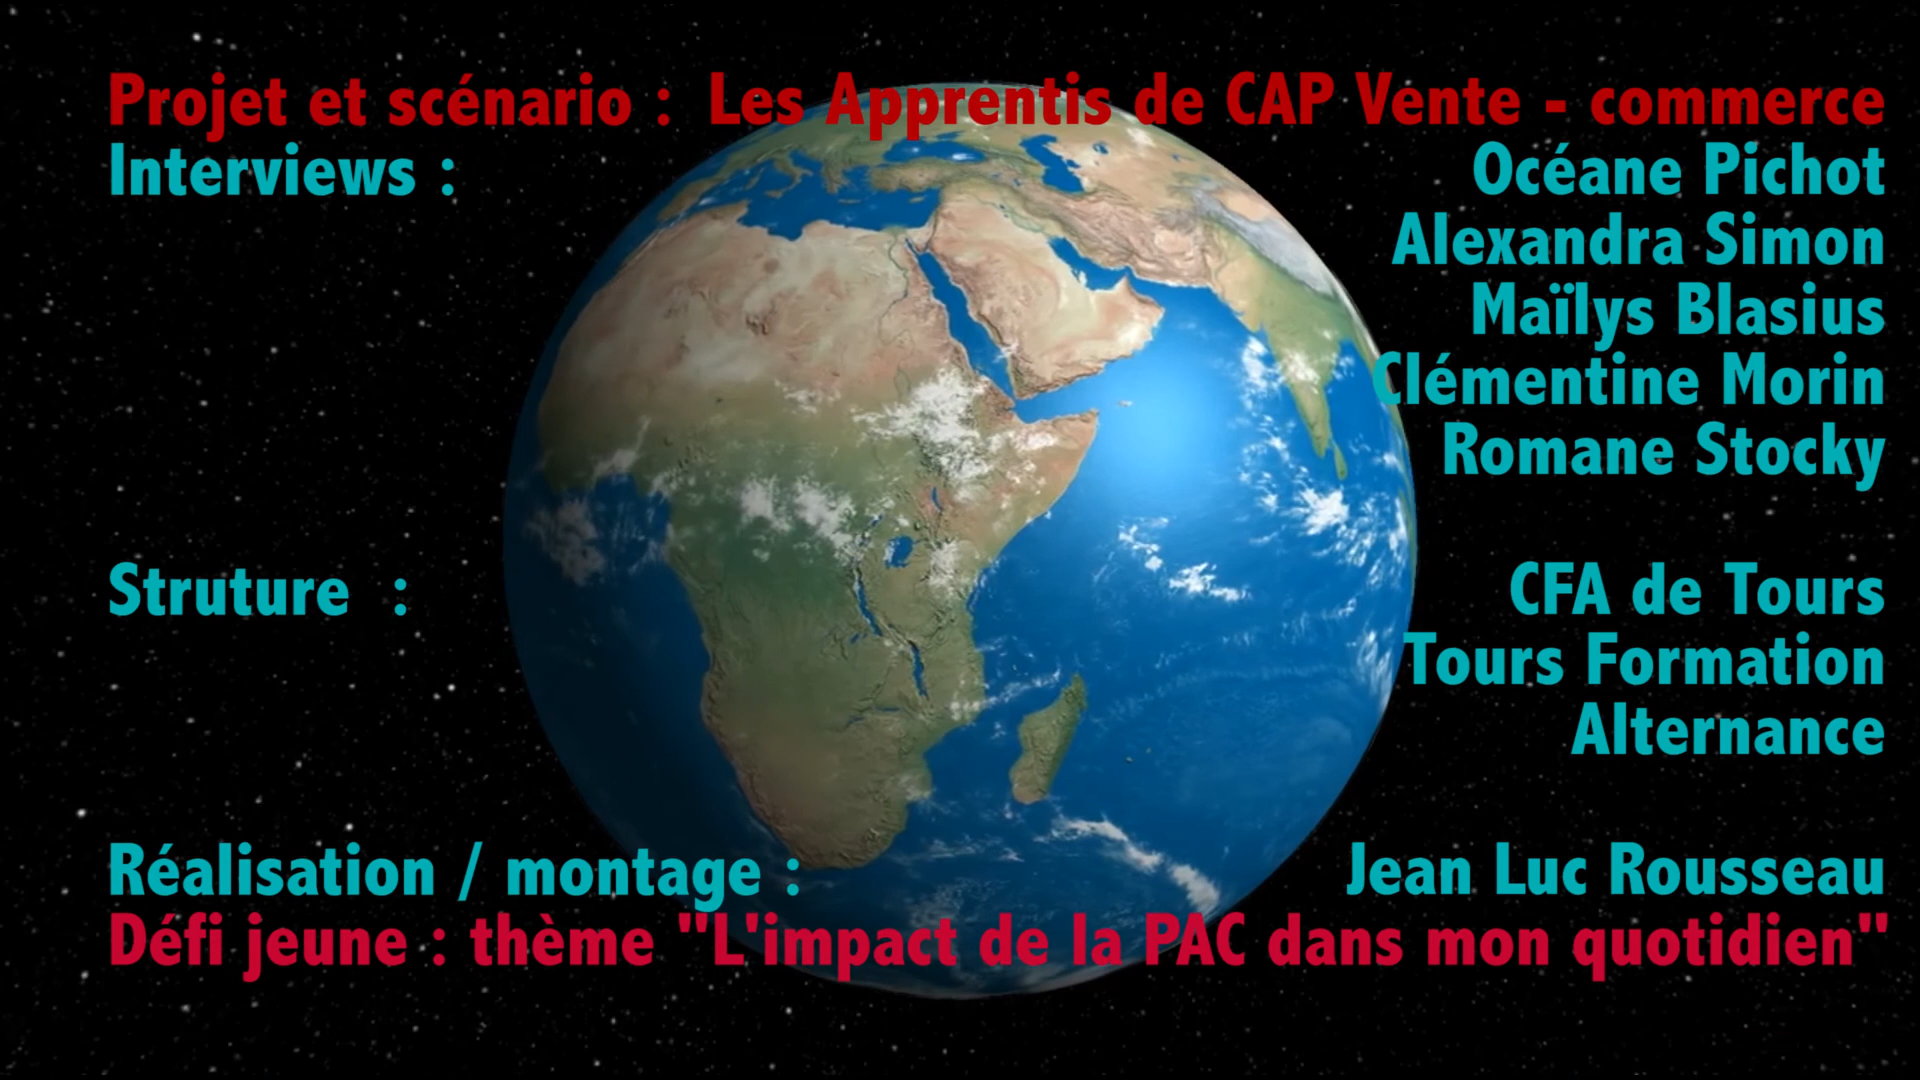 Projet et scénario : Les Apprentis de CAP Vente - commerce
Interviews : Océane Pichot
Alexandra Simon
Maïlys Blasius
Clémentine Morin
Romane Stocky
Struture : CFA de Tours
Tours Formation
Alternance
Réalisation / montage : Jean Luc Rousseau
Défi jeune : thème "L'impact de la PAC dans mon quotidien"